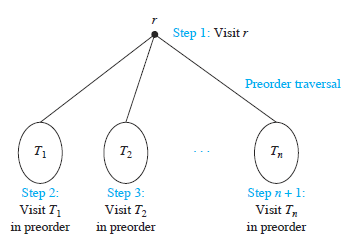 r
Step 1: Visit r
Preorder traversal
T1
T2
. . .
Tn
Step 2:
Visit T1
in preorder
Step 3:
Visit T2
in preorder
Step n + 1:
Visit Tn
in preorder